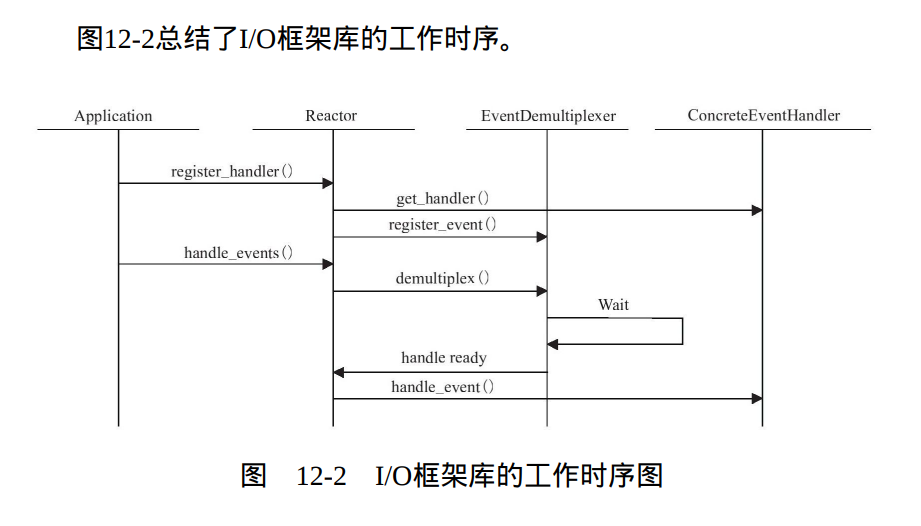 图12-2总结了I/O框架库的工作时序。
Application Reactor EventDemultiplexer ConcreteEventHandler
register_handler()
get_handler()
register_event()
handle_events()
demultiplex()
Wait
handle ready
handle_event()
图 12-2 I/O框架库的工作时序图